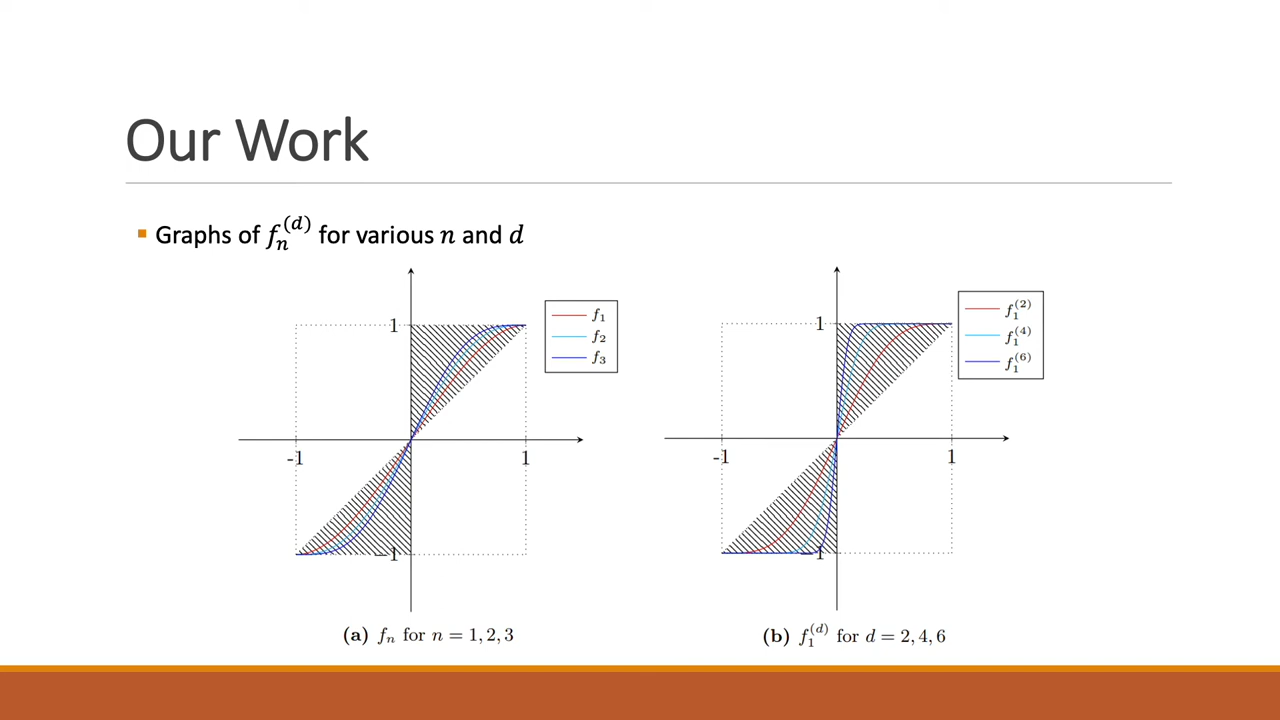 Our Work
Graphs of f_n^(d) for various n and d
1
-1
1
−1
f_1
f_2
f_3
(a) f_n for n = 1, 2, 3
1
-1
1
−1
f_1^(2)
f_1^(4)
f_1^(6)
(b) f_1^(d) for d = 2, 4, 6